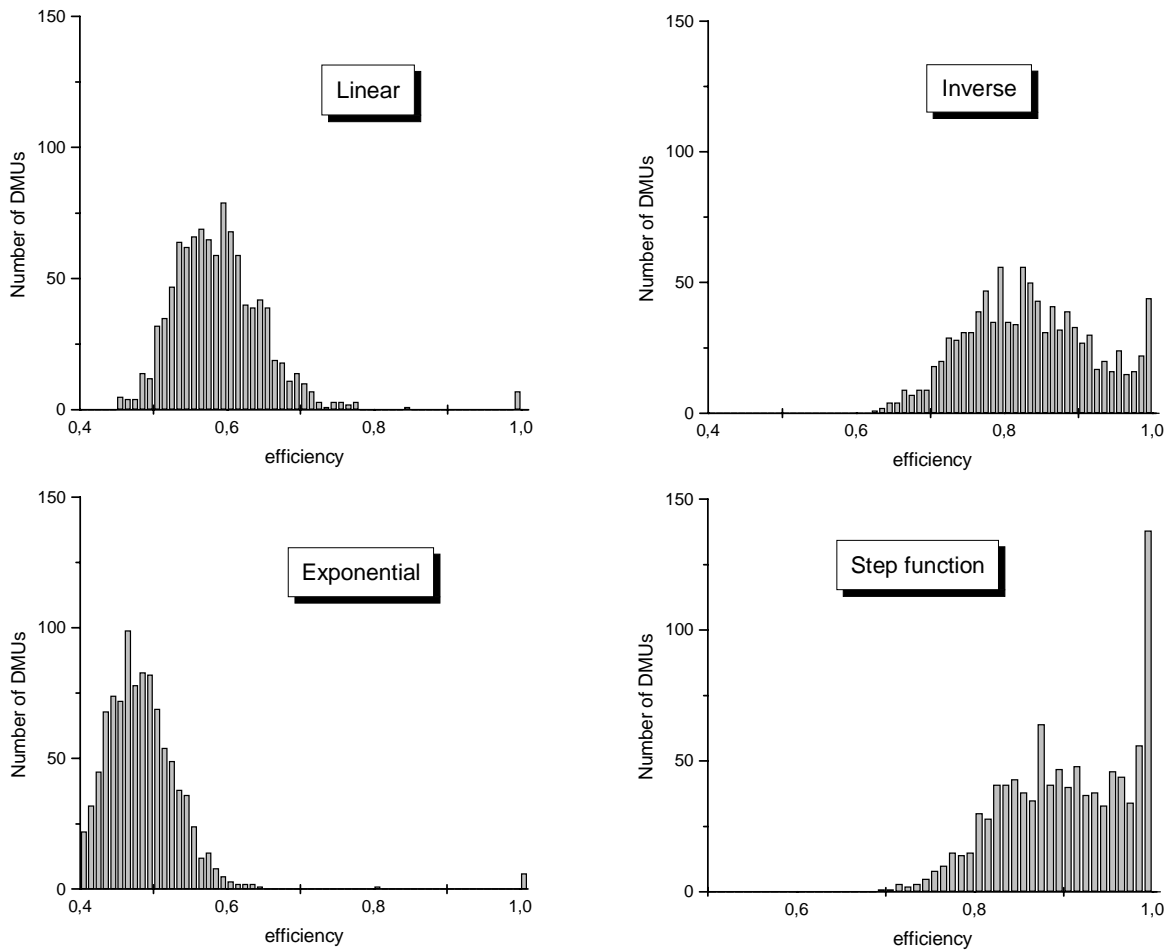 150
100
50
0
Number of DMUs
Linear
0,4
0,6
0,8
1,0
efficiency
150
100
50
0
Number of DMUs
Inverse
0,4
0,6
0,8
1,0
efficiency
150
100
50
0
Number of DMUs
Exponential
0,4
0,6
0,8
1,0
efficiency
150
100
50
0
Number of DMUs
Step function
0,6
0,8
1,0
efficiency